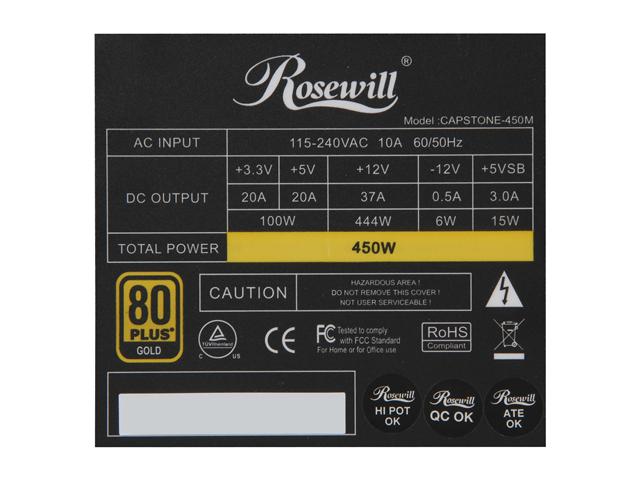 Rosewill®
Model :CAPSTONE-450M
AC INPUT 115-240VAC 10A 60/50Hz
DC OUTPUT +3.3V +5V +12V -12V +5VSB
20A 20A 37A 0.5A 3.0A
100W 444W 6W 15W
TOTAL POWER 450W
80 PLUS® GOLD
CAUTION
HAZARDOUS AREA !
DO NOT REMOVE THIS COVER !
NOT USER SERVICEABLE !
TÜVRheinland
C US
CE
FC Tested to comply
with FCC Standard
For Home or for Office use
RoHS
Compliant
Rosewill
HI POT
OK
Rosewill
QC OK
Rosewill
ATE
OK